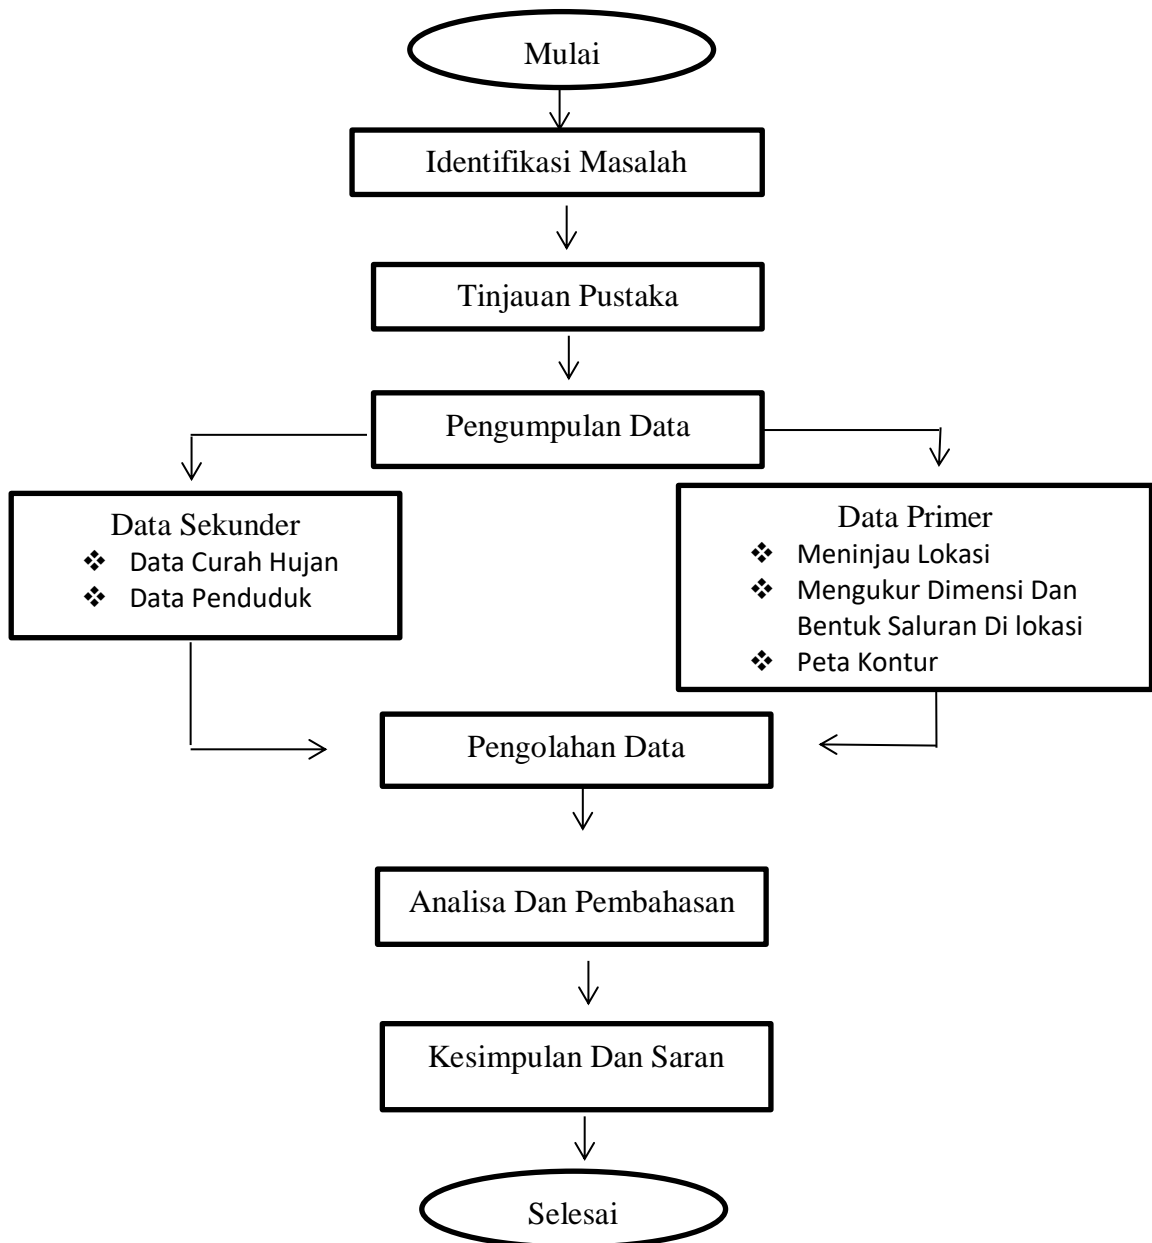 Mulai
Identifikasi Masalah
Tinjauan Pustaka
Pengumpulan Data
Data Sekunder
❖ Data Curah Hujan
❖ Data Penduduk
Data Primer
❖ Meninjau Lokasi
❖ Mengukur Dimensi Dan
Bentuk Saluran Di lokasi
❖ Peta Kontur
Pengolahan Data
Analisa Dan Pembahasan
Kesimpulan Dan Saran
Selesai